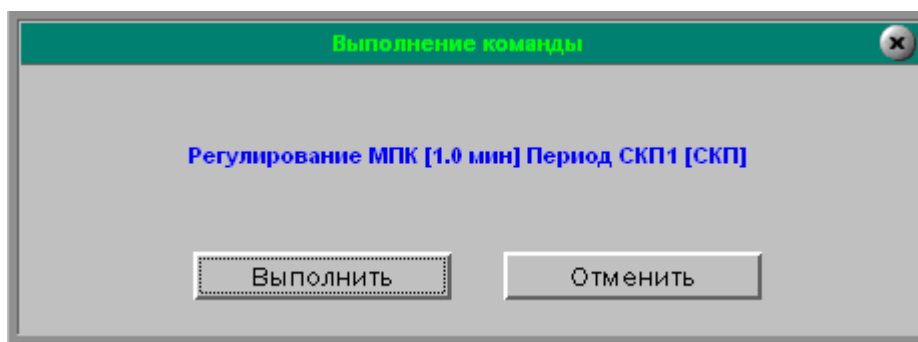 Выполнение команды
Регулирование МПК [1.0 мин] Период СКП1 [СКП]
Выполнить Отменить